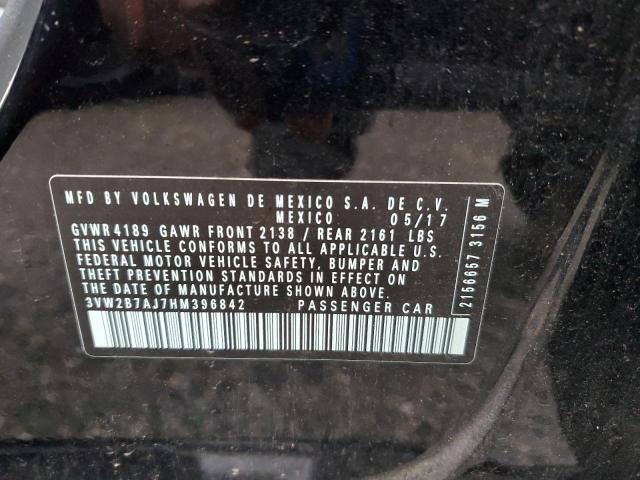 MFD BY VOLKSWAGEN DE MEXICO S.A. DE C.V.
MEXICO 05/17
GVWR 4189 GAWR FRONT 2138 / REAR 2161 LBS
THIS VEHICLE CONFORMS TO ALL APPLICABLE U.S.
FEDERAL MOTOR VEHICLE SAFETY, BUMPER AND
THEFT PREVENTION STANDARDS IN EFFECT ON
THE DATE OF MANUFACTURE SHOWN ABOVE.
3VW2B7AJ7HM396842 PASSENGER CAR
2156657 3156 M